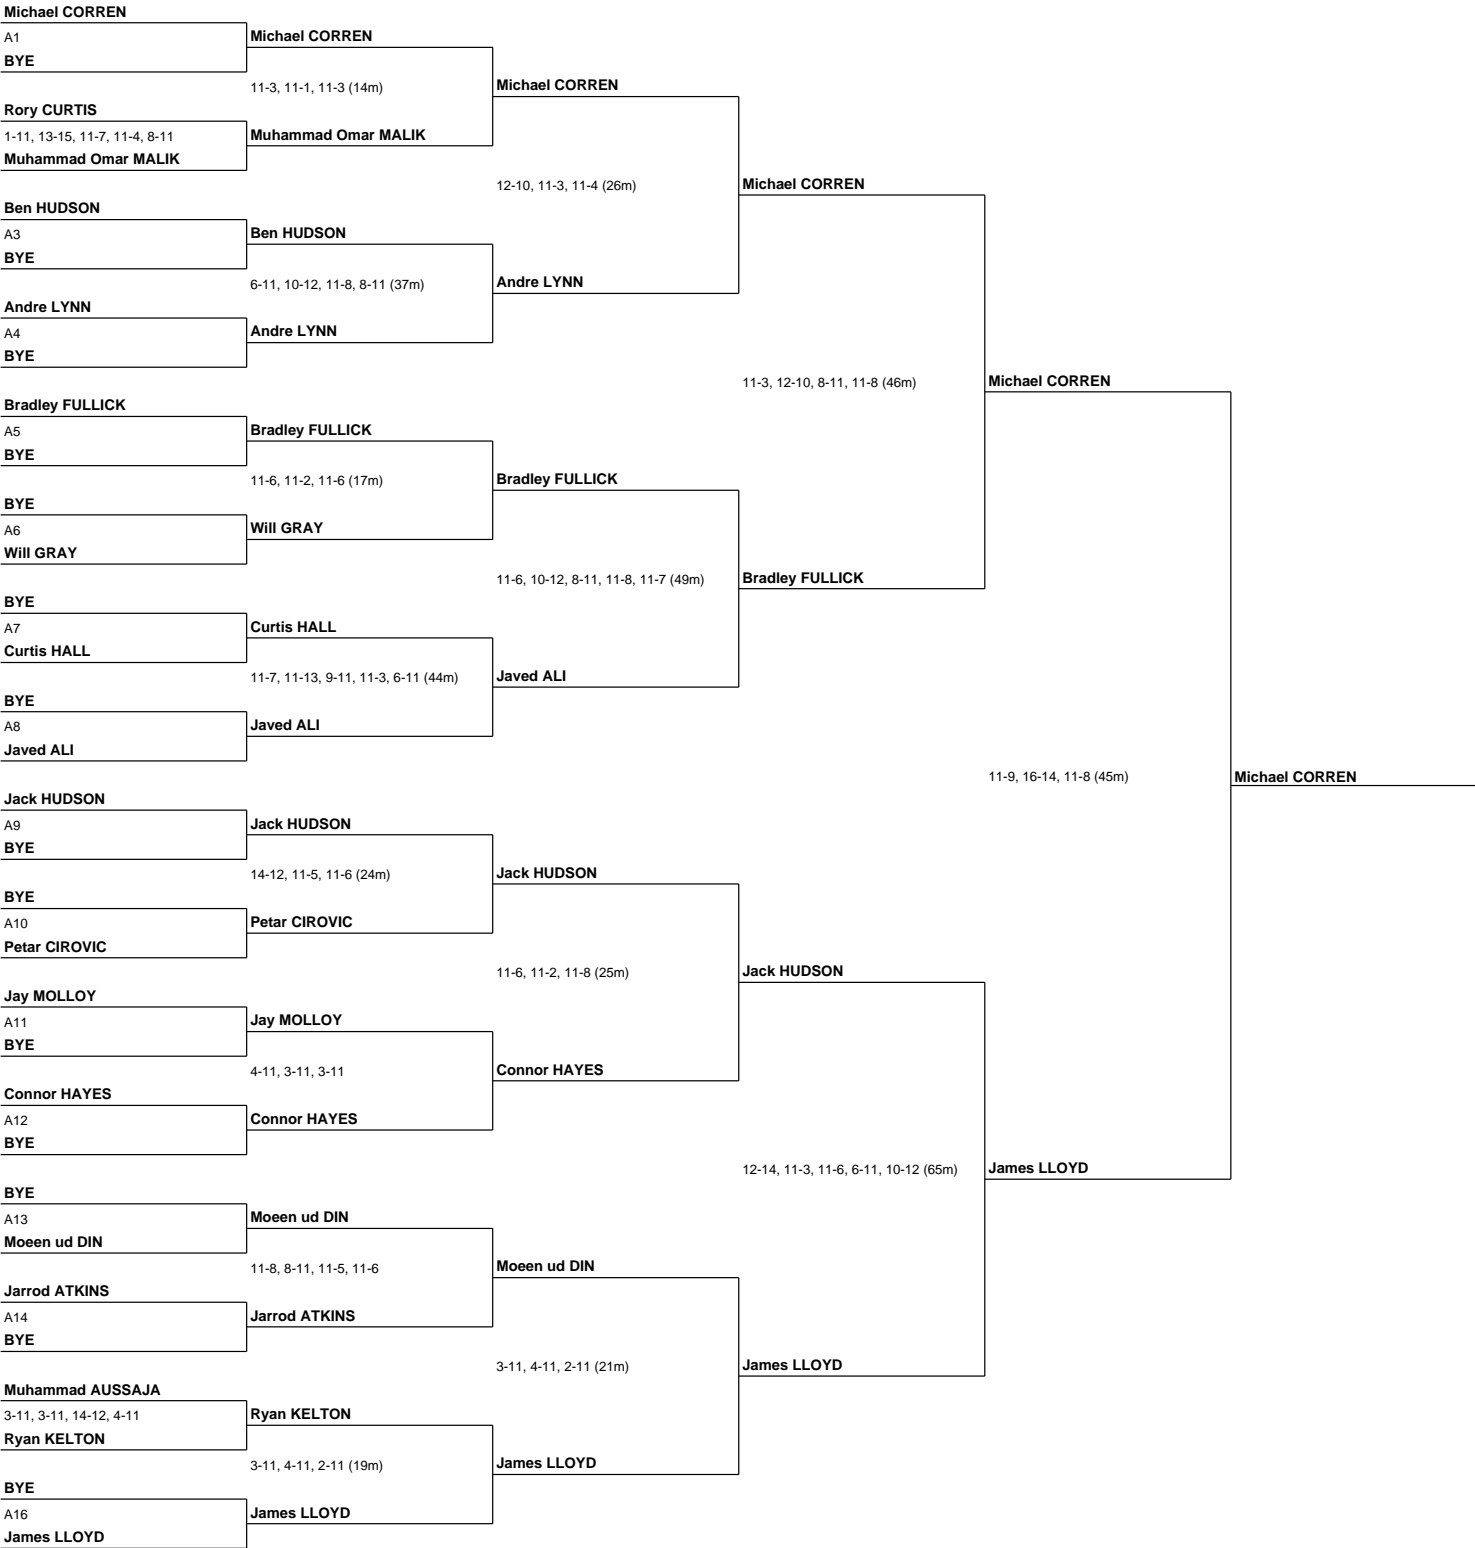 Michael CORREN
A1
BYE
Rory CURTIS
1-11, 13-15, 11-7, 11-4, 8-11
Muhammad Omar MALIK
Ben HUDSON
A3
BYE
Andre LYNN
A4
BYE
Bradley FULLICK
A5
BYE
BYE
A6
Will GRAY
BYE
A7
Curtis HALL
BYE
A8
Javed ALI
Jack HUDSON
A9
BYE
BYE
A10
Petar CIROVIC
Jay MOLLOY
A11
BYE
Connor HAYES
A12
BYE
BYE
A13
Moeen ud DIN
Jarrod ATKINS
A14
BYE
Muhammad AUSSAJA
3-11, 3-11, 14-12, 4-11
Ryan KELTON
BYE
A16
James LLOYD
Michael CORREN
11-3, 11-1, 11-3 (14m)
Muhammad Omar MALIK
Ben HUDSON
6-11, 10-12, 11-8, 8-11 (37m)
Andre LYNN
Bradley FULLICK
11-6, 11-2, 11-6 (17m)
Will GRAY
Curtis HALL
11-7, 11-13, 9-11, 11-3, 6-11 (44m)
Javed ALI
Jack HUDSON
14-12, 11-5, 11-6 (24m)
Petar CIROVIC
Jay MOLLOY
4-11, 3-11, 3-11
Connor HAYES
Moeen ud DIN
11-8, 8-11, 11-5, 11-6
Jarrod ATKINS
Ryan KELTON
3-11, 4-11, 2-11 (19m)
James LLOYD
Michael CORREN
12-10, 11-3, 11-4 (26m)
Andre LYNN
Bradley FULLICK
11-6, 10-12, 8-11, 11-8, 11-7 (49m)
Javed ALI
Jack HUDSON
11-6, 11-2, 11-8 (25m)
Connor HAYES
Moeen ud DIN
3-11, 4-11, 2-11 (21m)
James LLOYD
Michael CORREN
11-3, 12-10, 8-11, 11-8 (46m)
Bradley FULLICK
Jack HUDSON
12-14, 11-3, 11-6, 6-11, 10-12 (65m)
James LLOYD
Michael CORREN
11-9, 16-14, 11-8 (45m)
James LLOYD
Michael CORREN